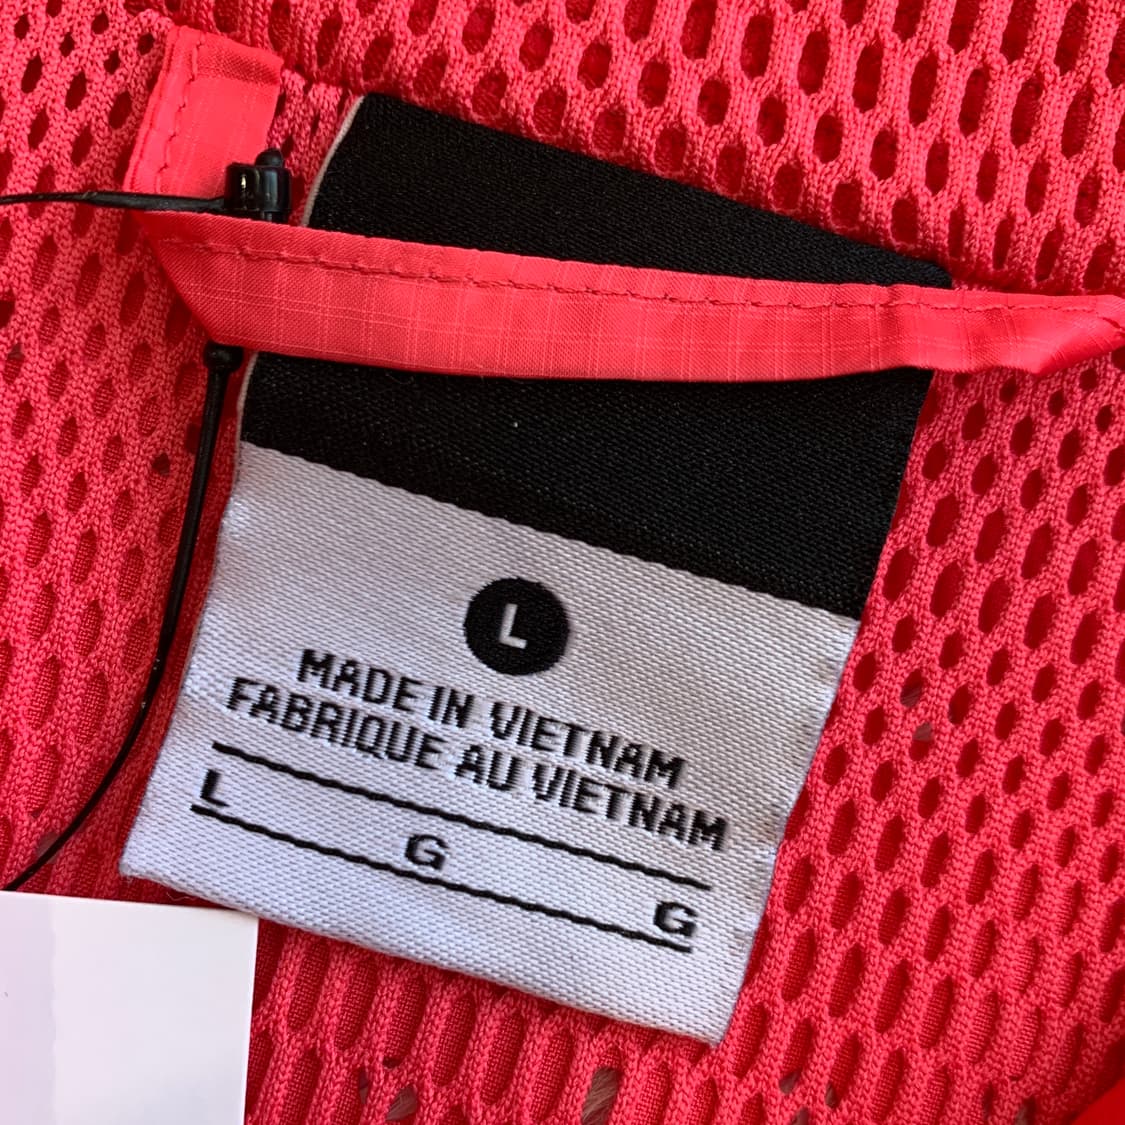 L
MADE IN VIETNAM
FABRIQUE AU VIETNAM
L G G